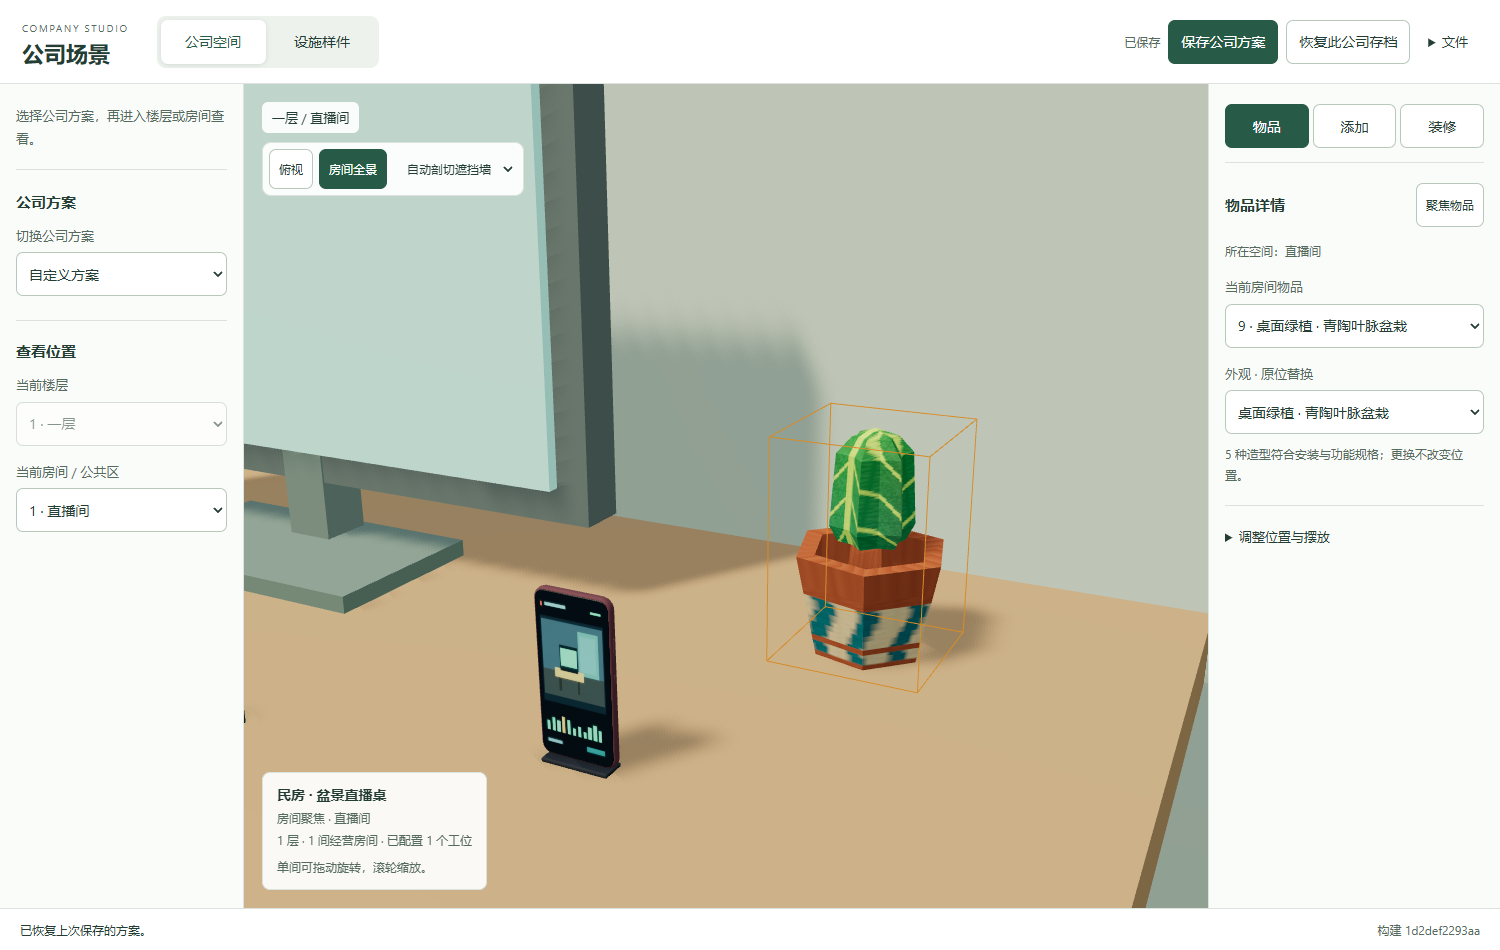 COMPANY STUDIO
公司场景
公司空间
设施样件
已保存
保存公司方案
恢复此公司存档
▶ 文件
选择公司方案，再进入楼层或房间查
看。
公司方案
切换公司方案
自定义方案
查看位置
当前楼层
1 · 一层
当前房间 / 公共区
1 · 直播间
一层 / 直播间
俯视
房间全景
自动剖切遮挡墙
民房 · 盆景直播桌
房间聚焦 · 直播间
1 层 · 1 间经营房间 · 已配置 1 个工位
单间可拖动旋转，滚轮缩放。
物品
添加
装修
物品详情
聚焦物品
所在空间：直播间
当前房间物品
9 · 桌面绿植 · 青陶叶脉盆栽
外观 · 原位替换
桌面绿植 · 青陶叶脉盆栽
5 种造型符合安装与功能规格；更换不改变位
置。
▶ 调整位置与摆放
已恢复上次保存的方案。
构建 1d2def2293aa